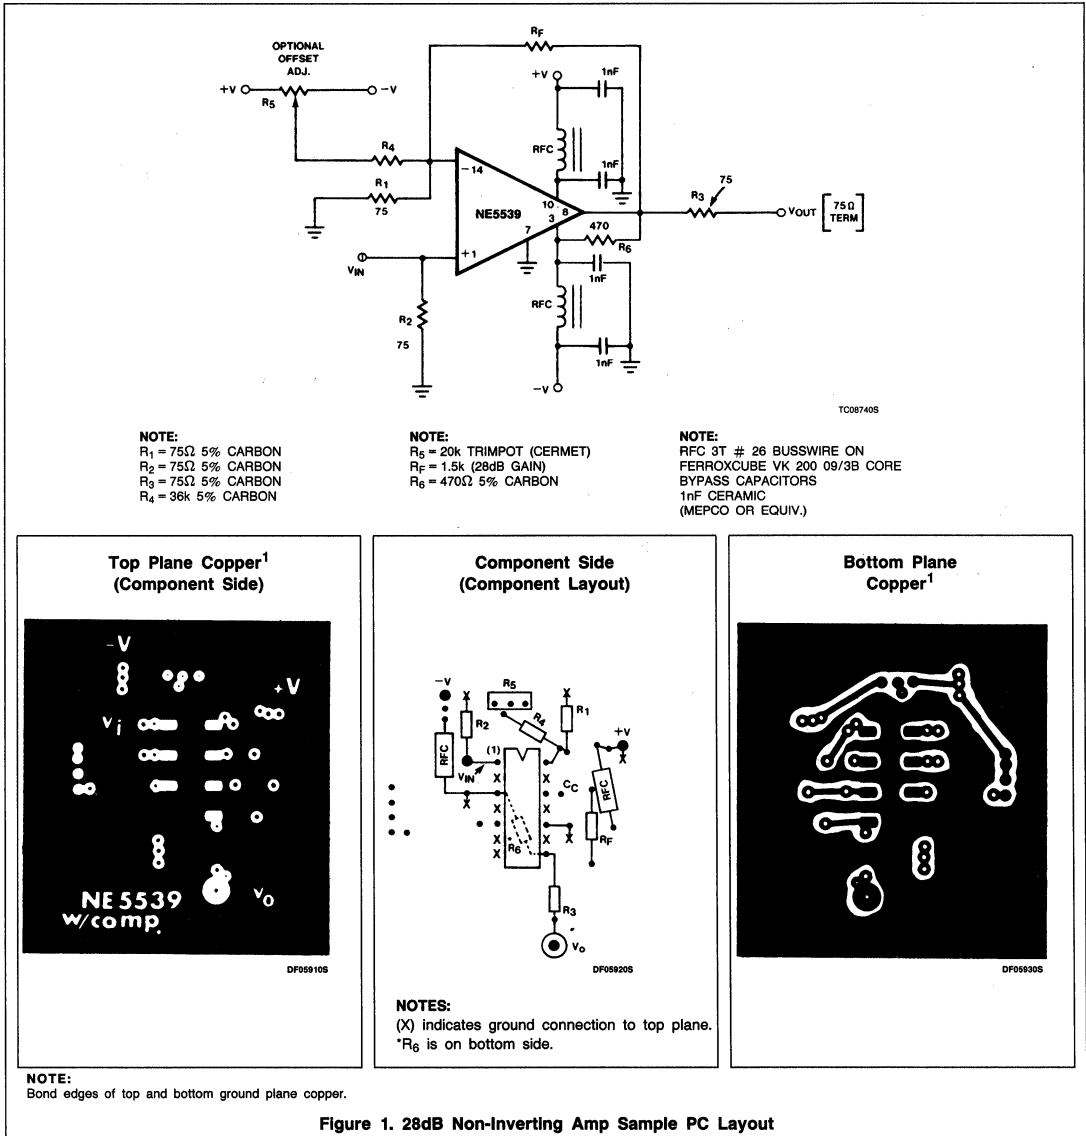 OPTIONAL
OFFSET
ADJ.
+V
R5
-V
RF
+V
1nF
RFC
1nF
R4
R1
75
-14
NE5539
10
8
3
7
+1
VIN
R2
75
470
R6
1nF
RFC
1nF
-V
R3
75
VOUT
75Ω
TERM
TC08740S
NOTE:
R1 = 75Ω 5% CARBON
R2 = 75Ω 5% CARBON
R3 = 75Ω 5% CARBON
R4 = 36k 5% CARBON
NOTE:
R5 = 20k TRIMPOT (CERMET)
RF = 1.5k (28dB GAIN)
R6 = 470Ω 5% CARBON
NOTE:
RFC 3T # 26 BUSSWIRE ON
FERROXCUBE VK 200 09/3B CORE
BYPASS CAPACITORS
1nF CERAMIC
(MEPCO OR EQUIV.)
Top Plane Copper1
(Component Side)
-V
+V
Vi
Vo
NE5539
w/comp.
DF05910S
Component Side
(Component Layout)
-V
X
R5
X
R2
R4
R1
+V
X
RFC
(1)
VIN
X
X
X
CC
RFC
X
X
X
X
X
X
*R6
RF
X
R3
Vo
DF05920S
NOTES:
(X) indicates ground connection to top plane.
*R6 is on bottom side.
Bottom Plane
Copper1
DF05930S
NOTE:
Bond edges of top and bottom ground plane copper.
Figure 1. 28dB Non-Inverting Amp Sample PC Layout